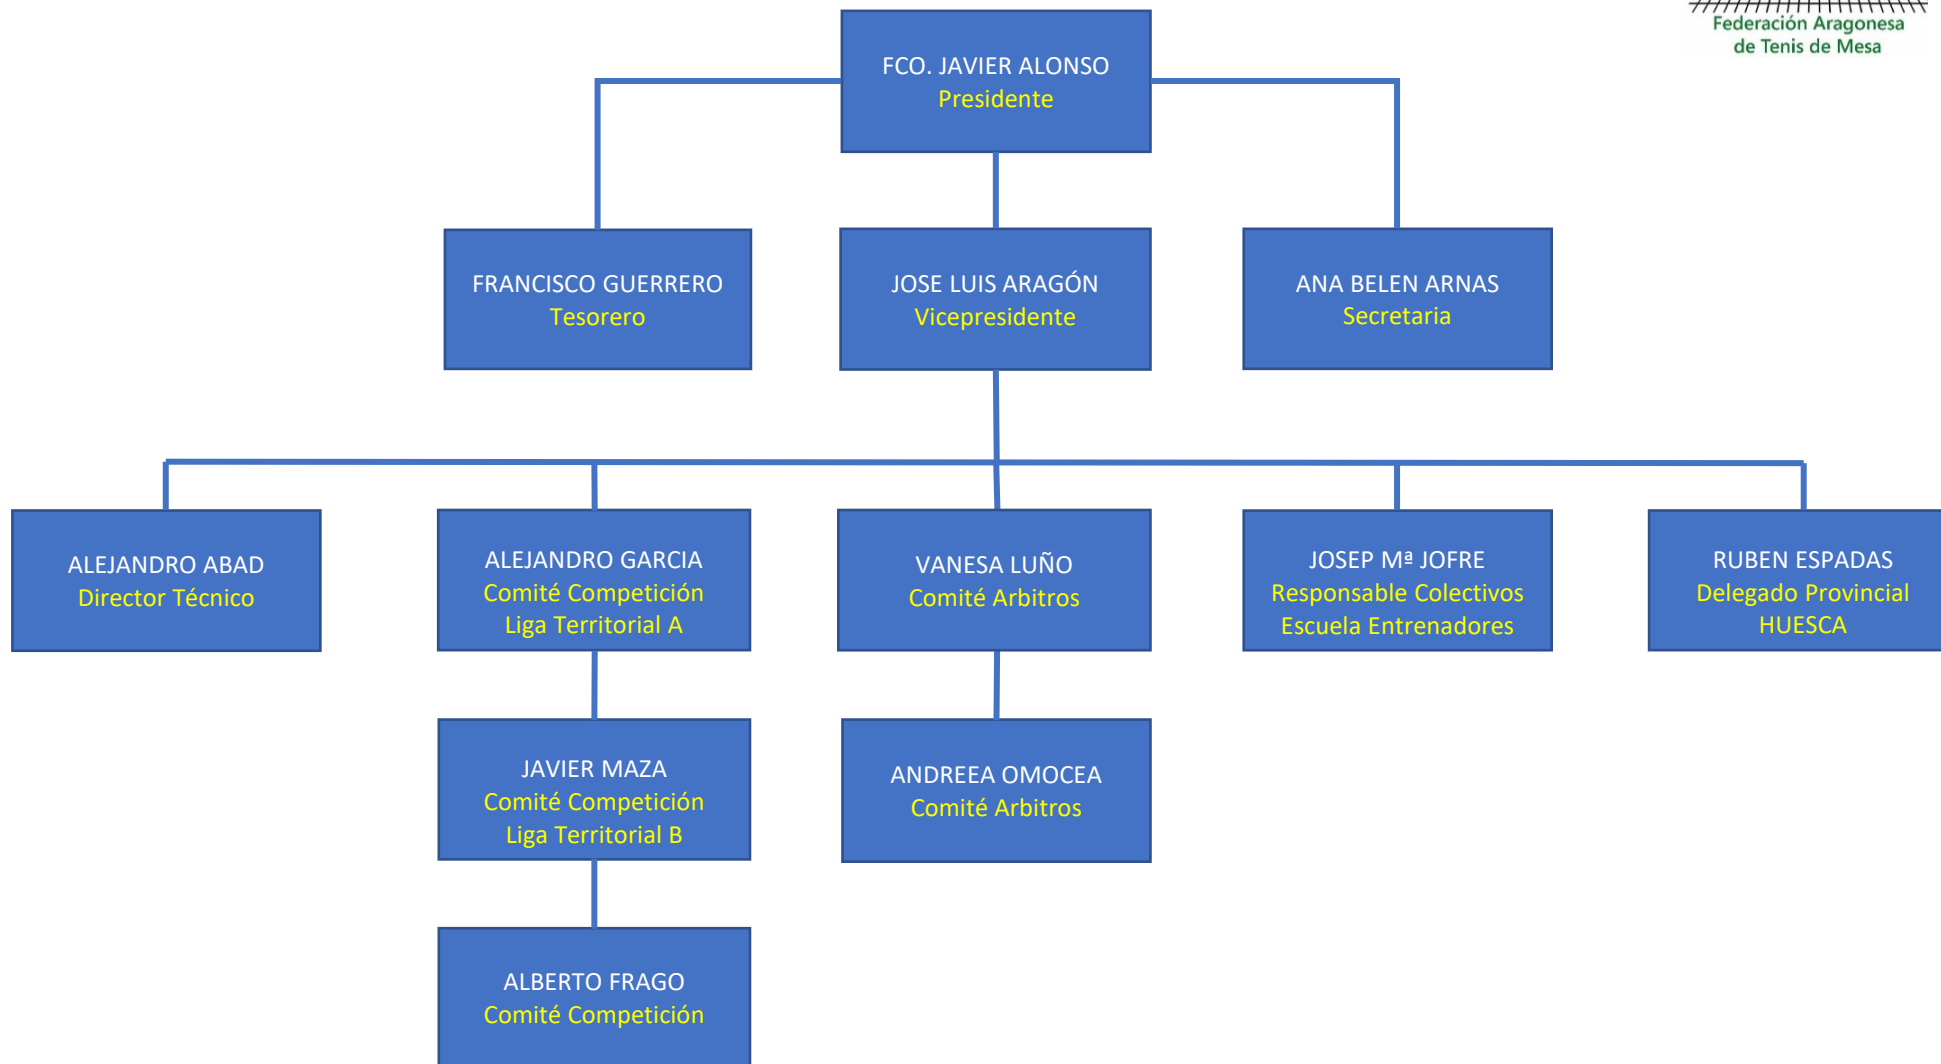 Federación Aragonesa
de Tenis de Mesa
FCO. JAVIER ALONSO
Presidente
FRANCISCO GUERRERO
Tesorero
JOSE LUIS ARAGÓN
Vicepresidente
ANA BELEN ARNAS
Secretaria
ALEJANDRO ABAD
Director Técnico
ALEJANDRO GARCIA
Comité Competición
Liga Territorial A
VANESA LUÑO
Comité Arbitros
JOSEP Mª JOFRE
Responsable Colectivos
Escuela Entrenadores
RUBEN ESPADAS
Delegado Provincial
HUESCA
JAVIER MAZA
Comité Competición
Liga Territorial B
ANDREEA OMOCEA
Comité Arbitros
ALBERTO FRAGO
Comité Competición